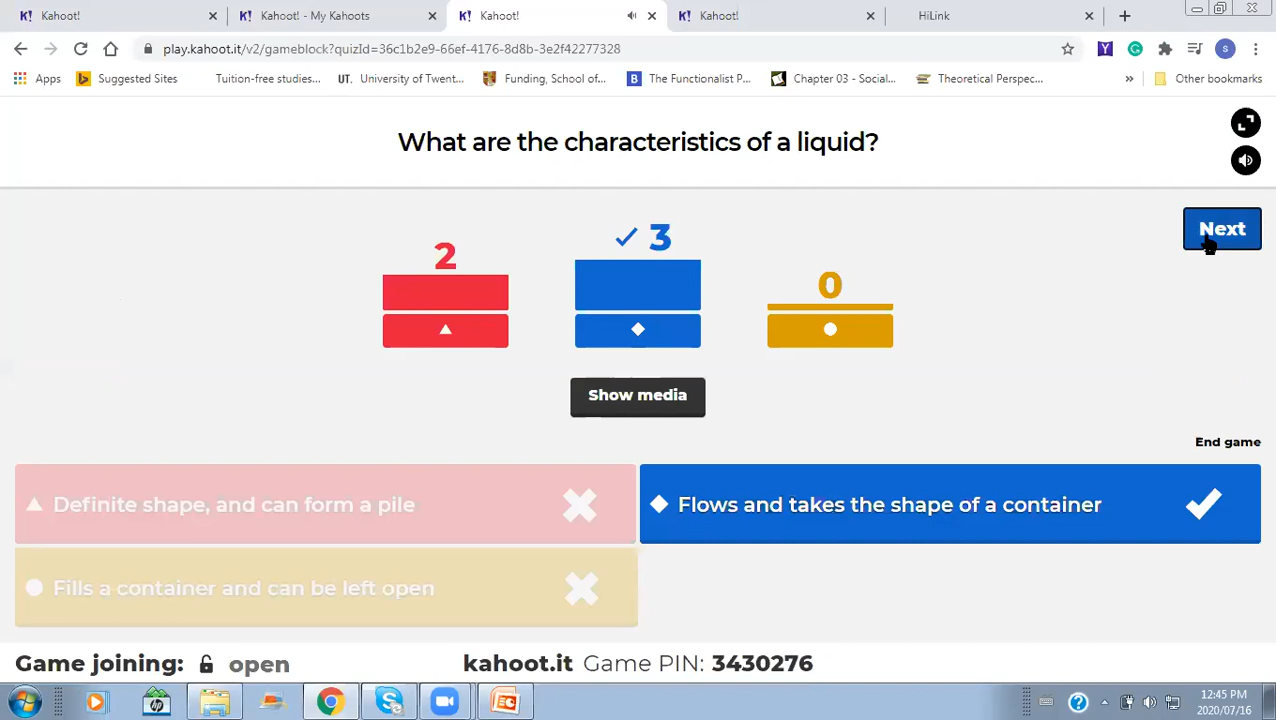 Kahoot!
Kahoot! - My Kahoots
Kahoot!
Kahoot!
HiLink
play.kahoot.it/v2/gameblock?quizId=36c1b2e9-66ef-4176-8d8b-3e2f42277328
Apps
Suggested Sites
Tuition-free studies...
UT. University of Twent...
Funding, School of...
The Functionalist P...
Chapter 03 - Social...
Theoretical Perspec...
»
Other bookmarks
What are the characteristics of a liquid?
Next
2
3
0
Show media
End game
Definite shape, and can form a pile
Flows and takes the shape of a container
Fills a container and can be left open
Game joining: open
kahoot.it Game PIN: 3430276
12:45 PM
2020/07/16